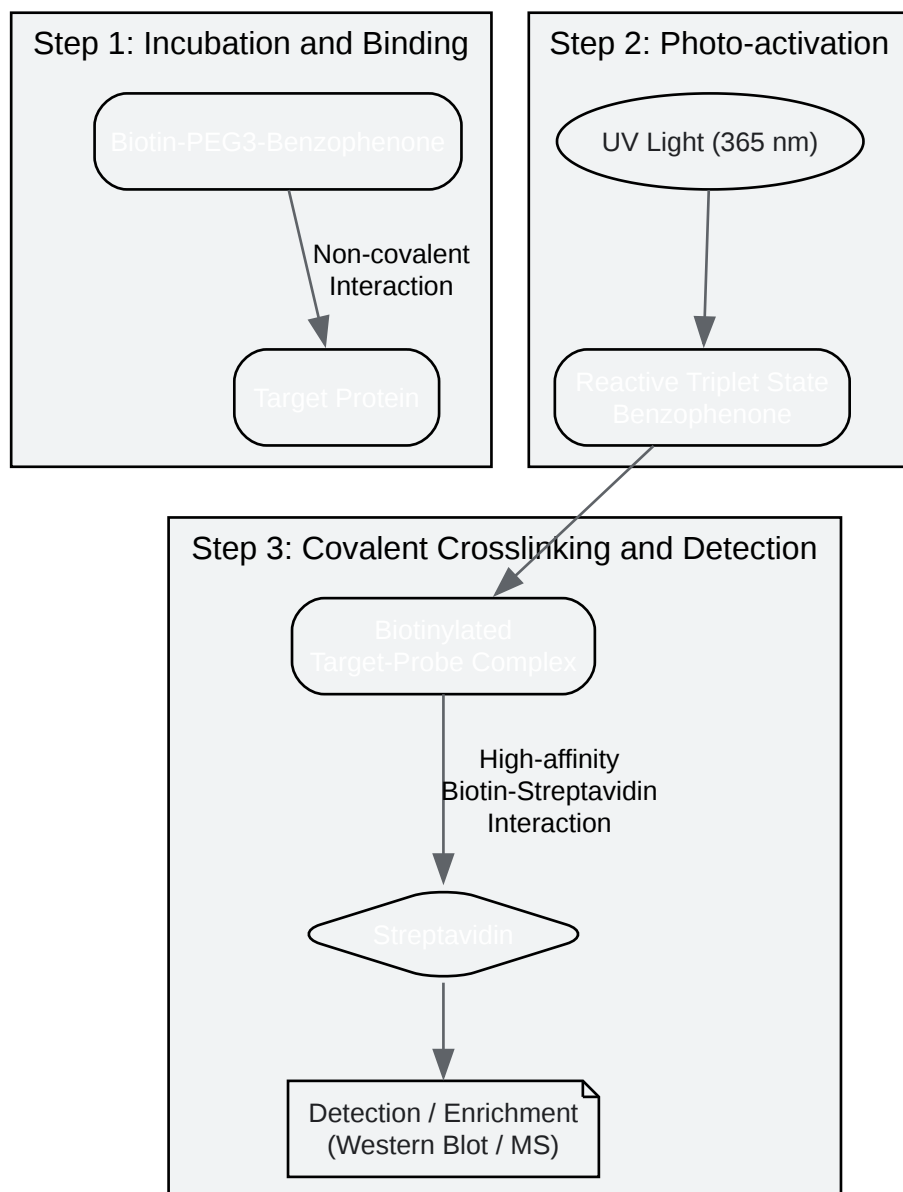 Step 1: Incubation and Binding
Biotin-PEG3-Benzophenone
Non-covalent
Interaction
Target Protein
Step 2: Photo-activation
UV Light (365 nm)
Reactive Triplet State
Benzophenone
Step 3: Covalent Crosslinking and Detection
Biotinylated
Target-Probe Complex
High-affinity
Biotin-Streptavidin
Interaction
Streptavidin
Detection / Enrichment
(Western Blot / MS)